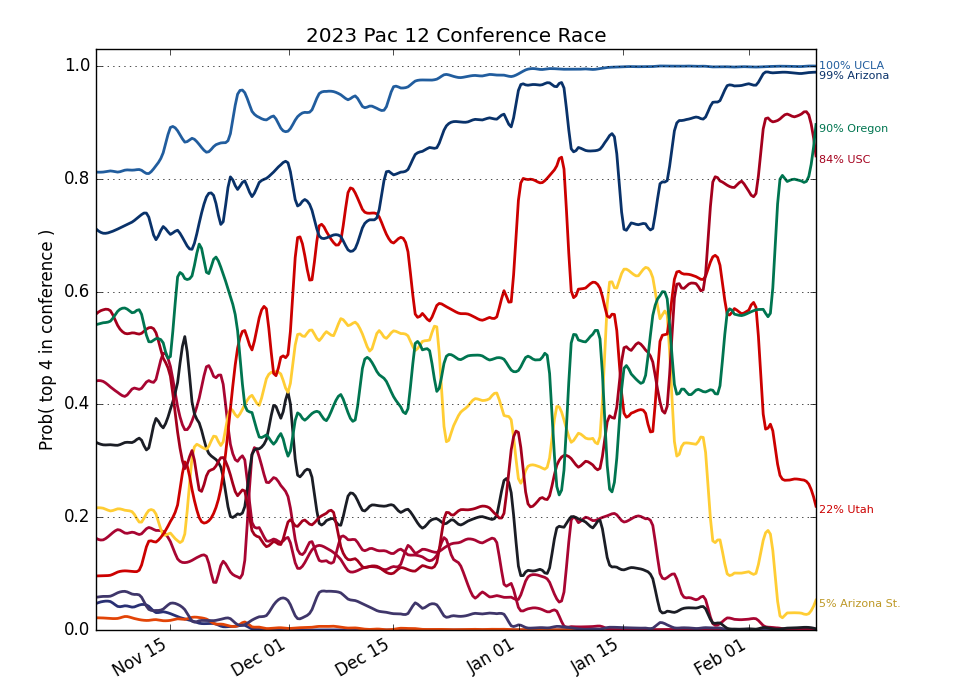 2023 Pac 12 Conference Race
Prob( top 4 in conference )
1.0
0.8
0.6
0.4
0.2
0.0
Nov 15
Dec 01
Dec 15
Jan 01
Jan 15
Feb 01
100% UCLA
99% Arizona
90% Oregon
84% USC
22% Utah
5% Arizona St.